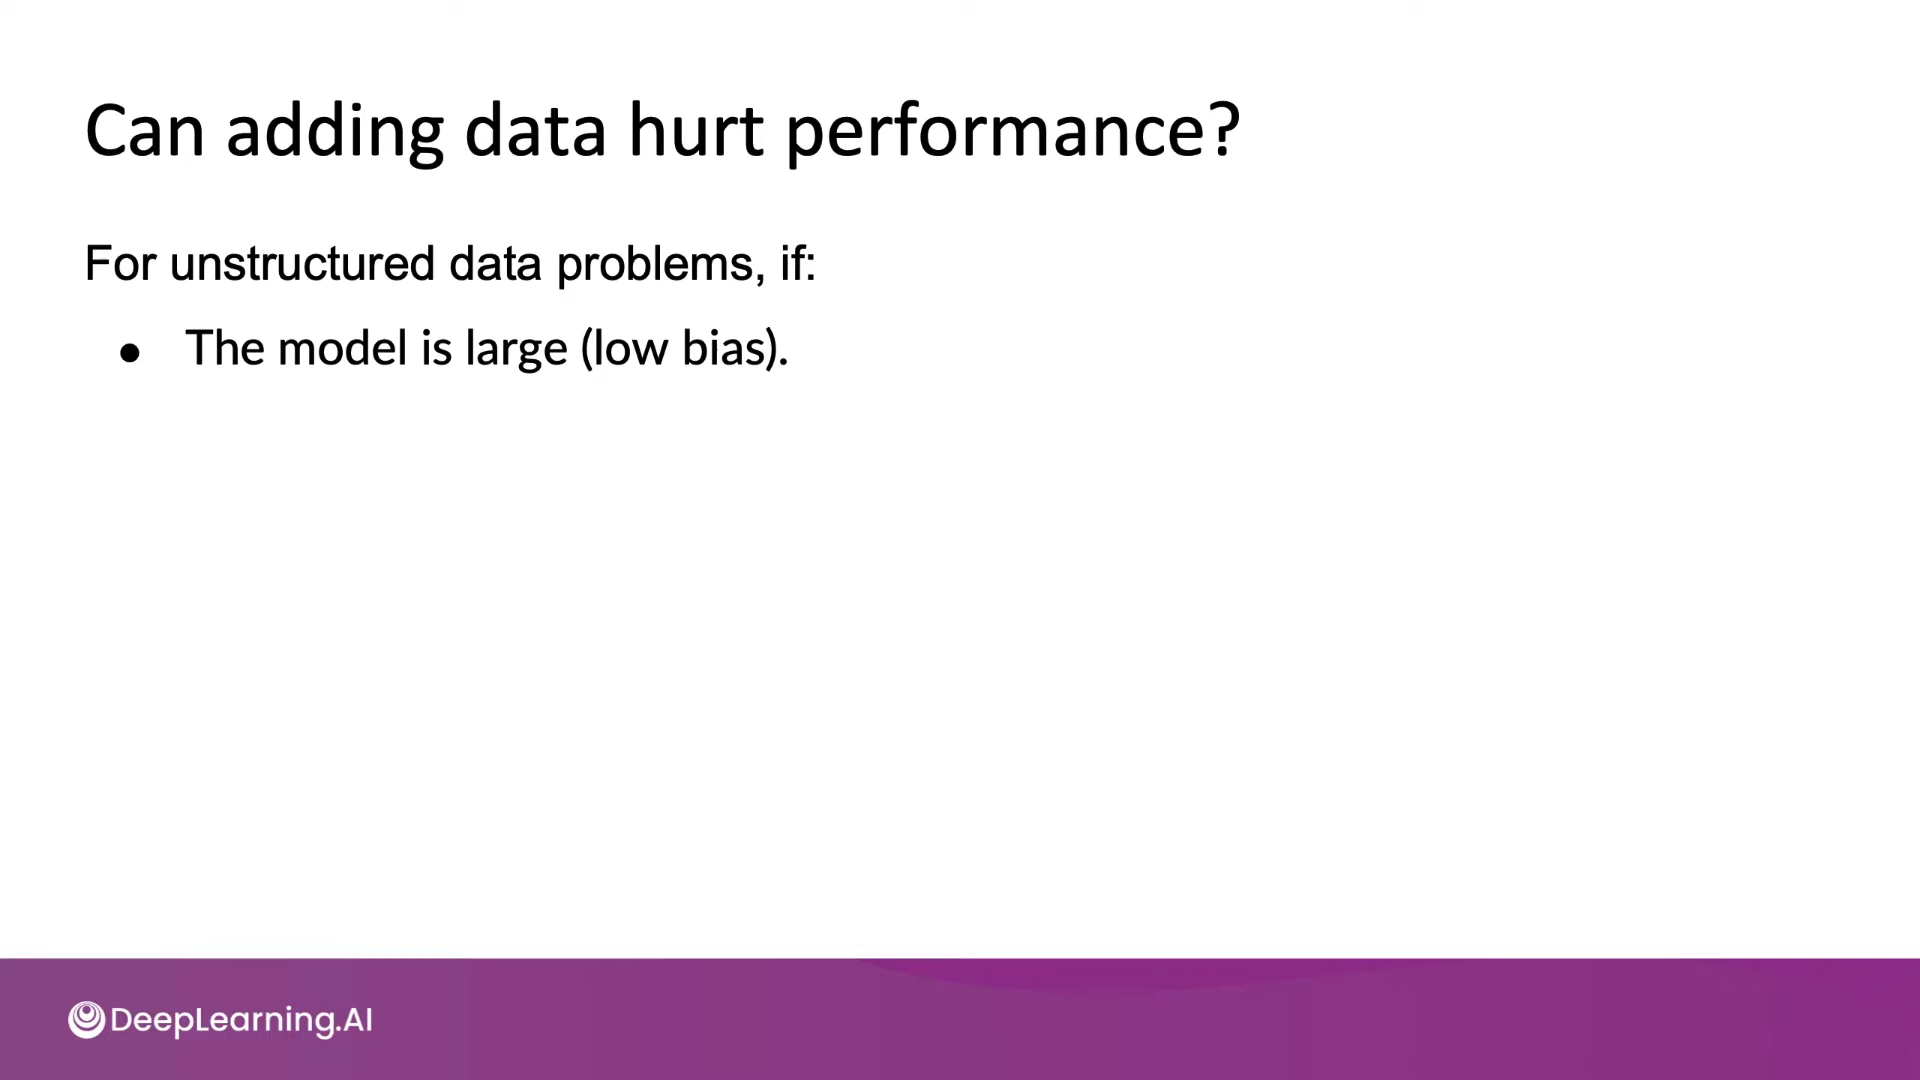 Can adding data hurt performance?
For unstructured data problems, if:
● The model is large (low bias).
DeepLearning.AI